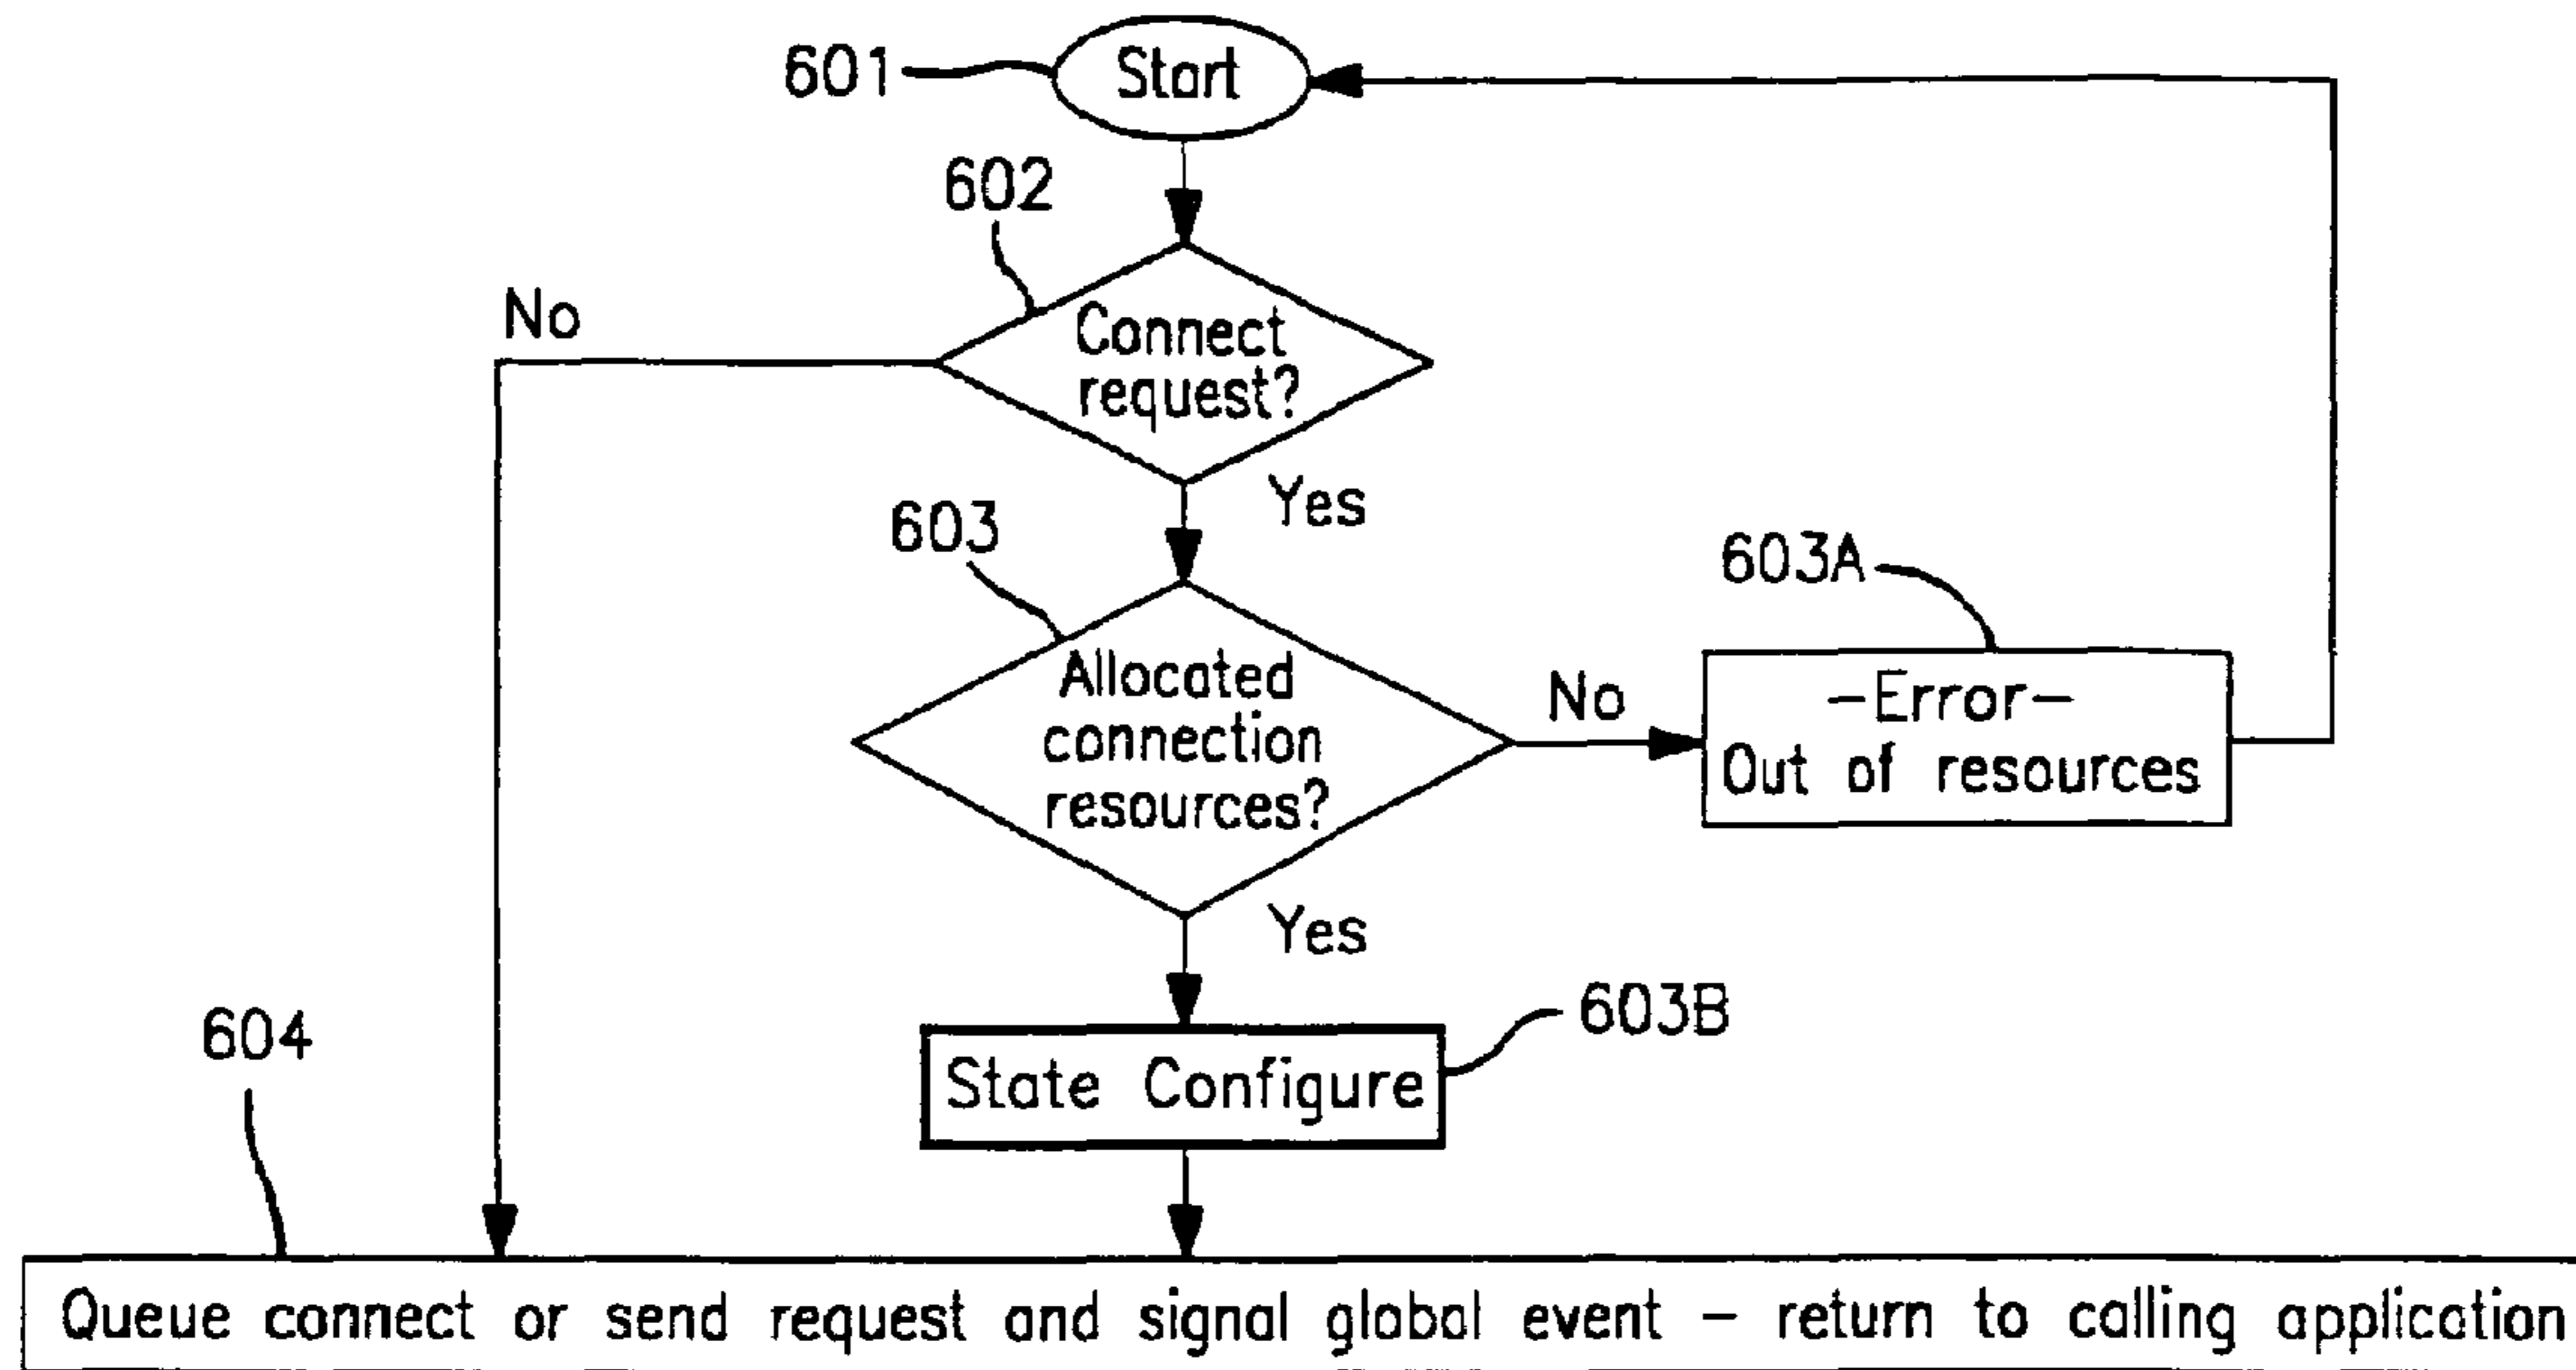 601
Start
602
No
Connect
request?
Yes
603
603A
Allocated
connection
resources?
No
-Error-
Out of resources
Yes
603B
State Configure
604
Queue connect or send request and signal global event - return to calling application